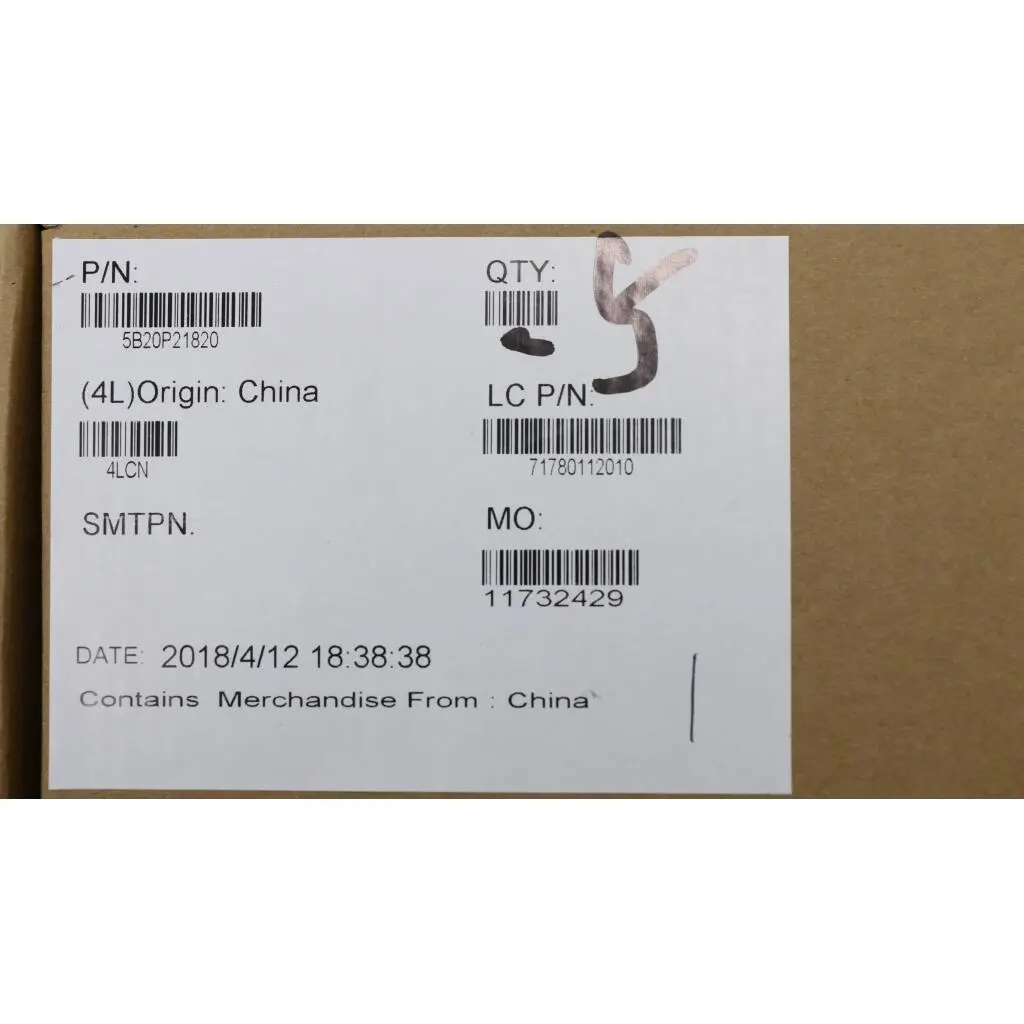 P/N:
5B20P21820
(4L)Origin: China
4LCN
SMTPN.
QTY:
5
LC P/N:
71780112010
MO:
11732429
DATE: 2018/4/12 18:38:38
Contains Merchandise From : China